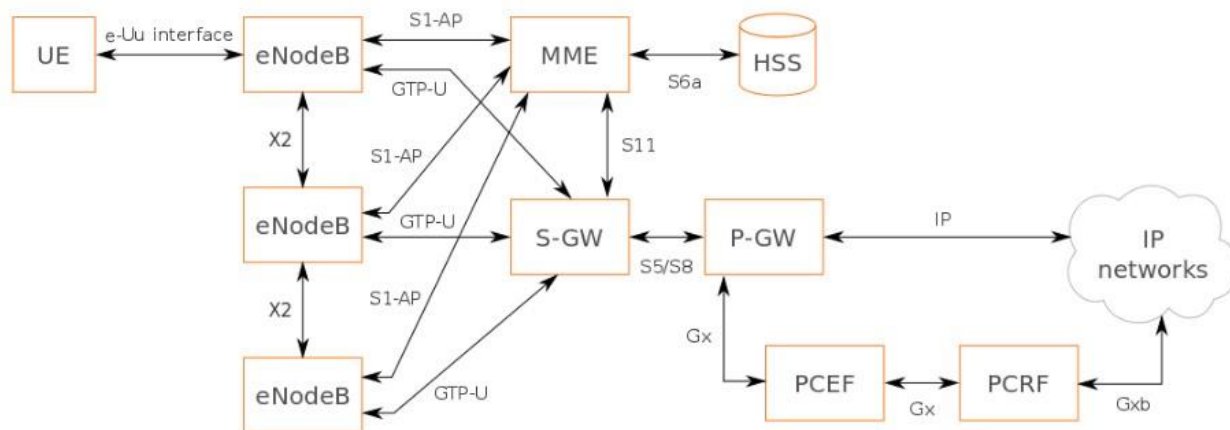 S1-AP
e-Uu interface
UE
eNodeB
MME
HSS
GTP-U
S6a
X2
S1-AP
S11
eNodeB
GTP-U
S-GW
P-GW
IP
IP
networks
S5/S8
X2
S1-AP
Gx
eNodeB
GTP-U
PCEF
PCRF
Gx
Gxb